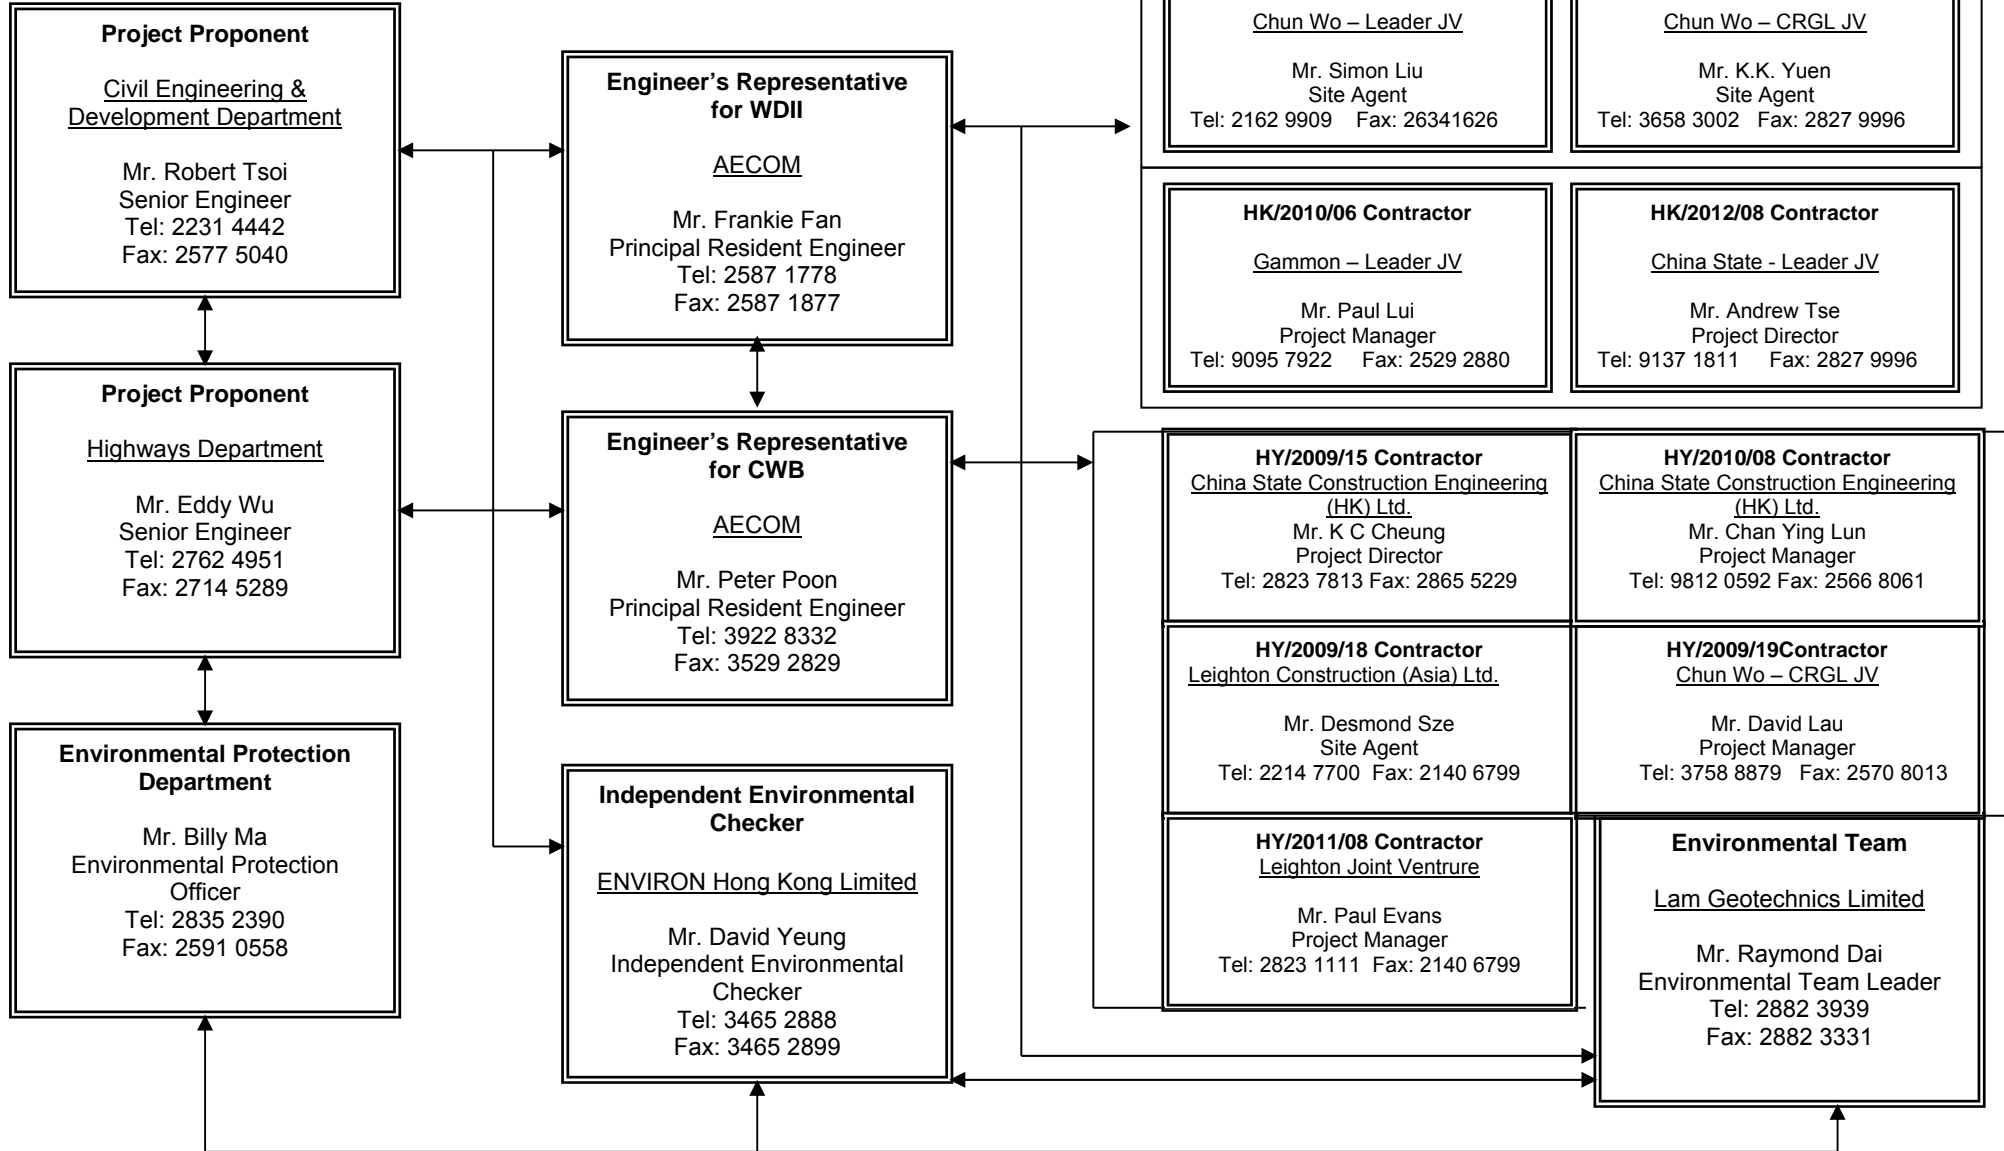 Project Proponent
Civil Engineering &
Development Department
Mr. Robert Tsoi
Senior Engineer
Tel: 2231 4442
Fax: 2577 5040
Project Proponent
Highways Department
Mr. Eddy Wu
Senior Engineer
Tel: 2762 4951
Fax: 2714 5289
Environmental Protection
Department
Mr. Billy Ma
Environmental Protection
Officer
Tel: 2835 2390
Fax: 2591 0558
Engineer’s Representative
for WDII
AECOM
Mr. Frankie Fan
Principal Resident Engineer
Tel: 2587 1778
Fax: 2587 1877
Engineer’s Representative
for CWB
AECOM
Mr. Peter Poon
Principal Resident Engineer
Tel: 3922 8332
Fax: 3529 2829
Independent Environmental
Checker
ENVIRON Hong Kong Limited
Mr. David Yeung
Independent Environmental
Checker
Tel: 3465 2888
Fax: 3465 2899
Chun Wo – Leader JV
Mr. Simon Liu
Site Agent
Tel: 2162 9909 Fax: 26341626
Chun Wo – CRGL JV
Mr. K.K. Yuen
Site Agent
Tel: 3658 3002 Fax: 2827 9996
HK/2010/06 Contractor
Gammon – Leader JV
Mr. Paul Lui
Project Manager
Tel: 9095 7922 Fax: 2529 2880
HK/2012/08 Contractor
China State - Leader JV
Mr. Andrew Tse
Project Director
Tel: 9137 1811 Fax: 2827 9996
HY/2009/15 Contractor
China State Construction Engineering
(HK) Ltd.
Mr. K C Cheung
Project Director
Tel: 2823 7813 Fax: 2865 5229
HY/2010/08 Contractor
China State Construction Engineering
(HK) Ltd.
Mr. Chan Ying Lun
Project Manager
Tel: 9812 0592 Fax: 2566 8061
HY/2009/18 Contractor
Leighton Construction (Asia) Ltd.
Mr. Desmond Sze
Site Agent
Tel: 2214 7700 Fax: 2140 6799
HY/2009/19Contractor
Chun Wo – CRGL JV
Mr. David Lau
Project Manager
Tel: 3758 8879 Fax: 2570 8013
HY/2011/08 Contractor
Leighton Joint Ventrure
Mr. Paul Evans
Project Manager
Tel: 2823 1111 Fax: 2140 6799
Environmental Team
Lam Geotechnics Limited
Mr. Raymond Dai
Environmental Team Leader
Tel: 2882 3939
Fax: 2882 3331